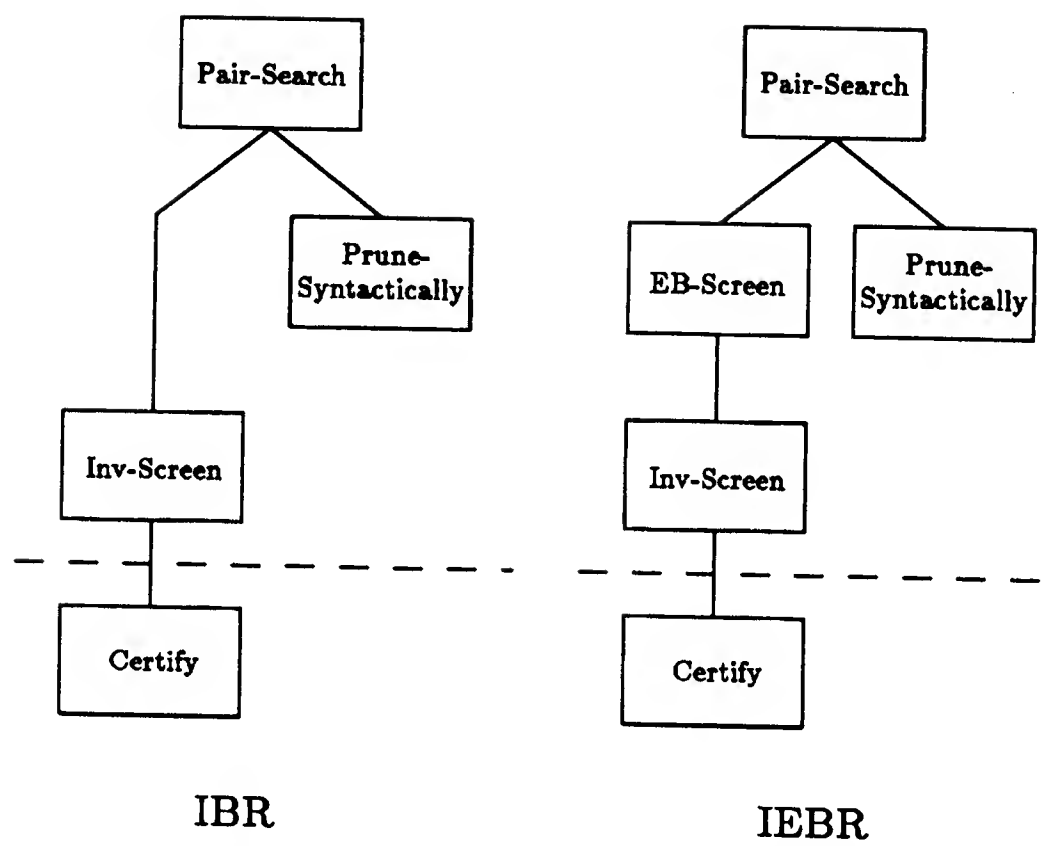 Pair-Search
Prune-
Syntactically
Inv-Screen
Certify
IBR
Pair-Search
EB-Screen
Prune-
Syntactically
Inv-Screen
Certify
IEBR